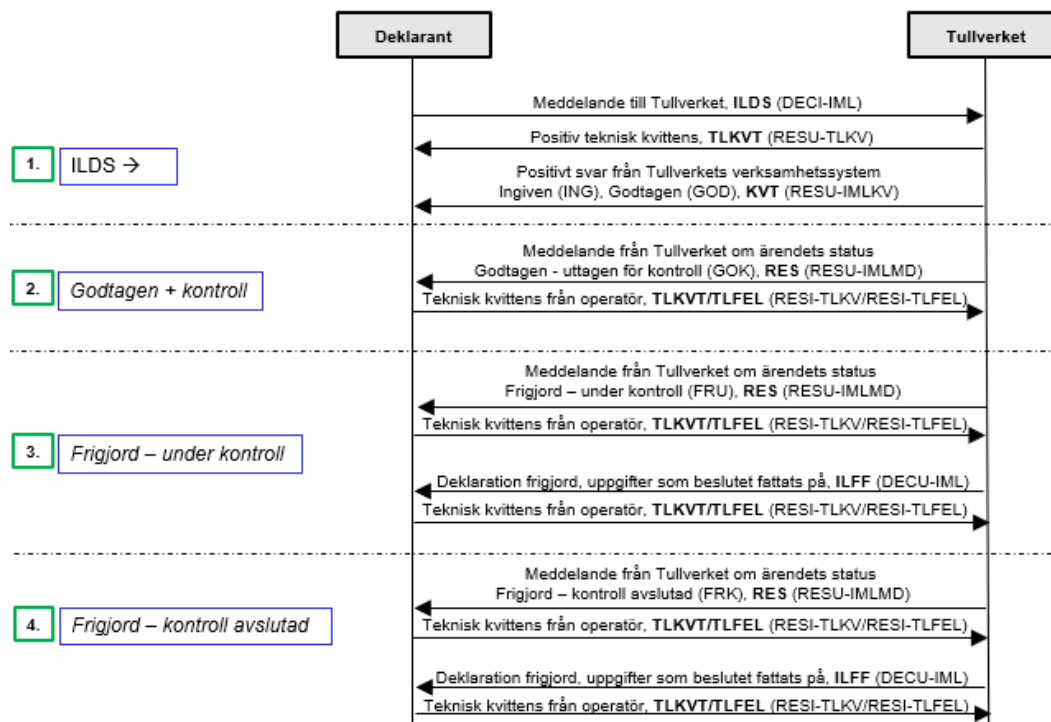 Deklarant
Tullverket
Meddelande till Tullverket, ILDS (DECI-IML)
Positiv teknisk kvittens, TLKVT (RESU-TLKV)
1.
ILDS →
Positivt svar från Tullverkets verksamhetssystem
Ingiven (ING), Godtagen (GOD), KVT (RESU-IMLKV)
Meddelande från Tullverket om ärendets status
Godtagen - uttagen för kontroll (GOK), RES (RESU-IMLMD)
2.
Godtagen + kontroll
Teknisk kvittens från operatör, TLKVT/TLFEL (RESI-TLKV/RESI-TLFEL)
Meddelande från Tullverket om ärendets status
Frigjord – under kontroll (FRU), RES (RESU-IMLMD)
Teknisk kvittens från operatör, TLKVT/TLFEL (RESI-TLKV/RESI-TLFEL)
3.
Frigjord – under kontroll
Deklaration frigjord, uppgifter som beslutet fattats på, ILFF (DECU-IML)
Teknisk kvittens från operatör, TLKVT/TLFEL (RESI-TLKV/RESI-TLFEL)
Meddelande från Tullverket om ärendets status
Frigjord – kontroll avslutad (FRK), RES (RESU-IMLMD)
4.
Frigjord – kontroll avslutad
Teknisk kvittens från operatör, TLKVT/TLFEL (RESI-TLKV/RESI-TLFEL)
Deklaration frigjord, uppgifter som beslutet fattats på, ILFF (DECU-IML)
Teknisk kvittens från operatör, TLKVT/TLFEL (RESI-TLKV/RESI-TLFEL)